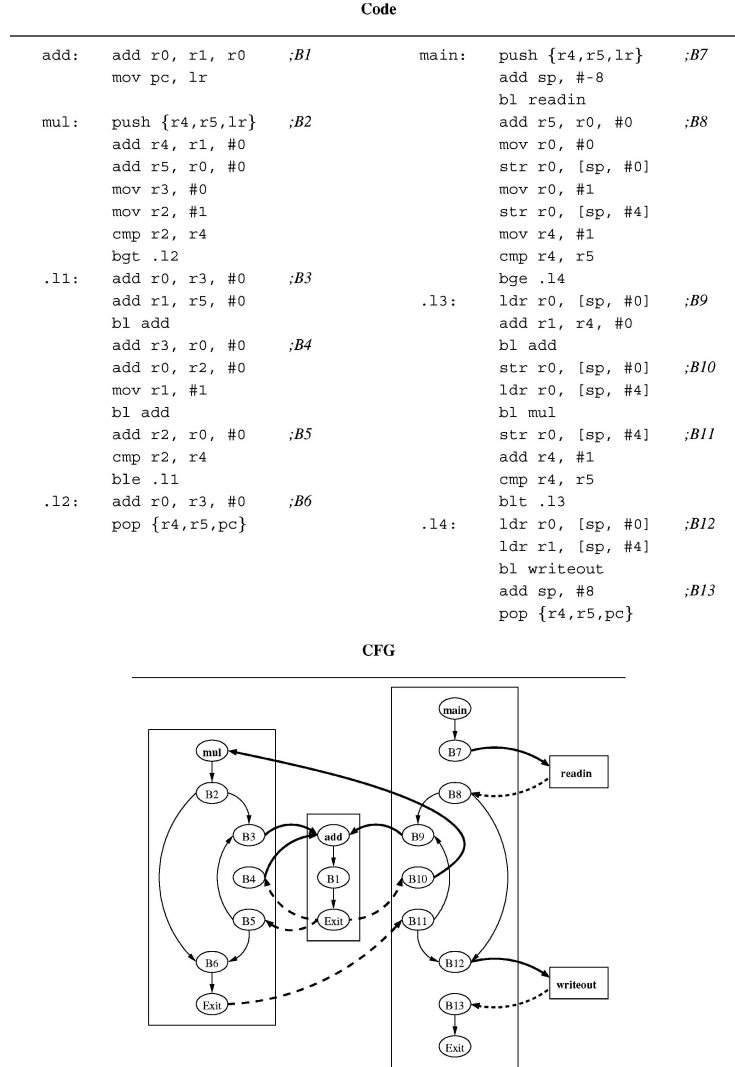 Code
add: add r0, r1, r0 ;B1
mov pc, lr
mul: push {r4,r5,lr} ;B2
add r4, r1, #0
add r5, r0, #0
mov r3, #0
mov r2, #1
cmp r2, r4
bgt .l2
.l1: add r0, r3, #0 ;B3
add r1, r5, #0
bl add
add r3, r0, #0 ;B4
add r0, r2, #0
mov r1, #1
bl add
add r2, r0, #0 ;B5
cmp r2, r4
ble .l1
.l2: add r0, r3, #0 ;B6
pop {r4,r5,pc}
main: push {r4,r5,lr} ;B7
add sp, #-8
bl readin
add r5, r0, #0 ;B8
mov r0, #0
str r0, [sp, #0]
mov r0, #1
str r0, [sp, #4]
mov r4, #1
cmp r4, r5
bge .l4
.l3: ldr r0, [sp, #0] ;B9
add r1, r4, #0
bl add
str r0, [sp, #0] ;B10
ldr r0, [sp, #4]
bl mul
str r0, [sp, #4] ;B11
add r4, #1
cmp r4, r5
blt .l3
.l4: ldr r0, [sp, #0] ;B12
ldr r1, [sp, #4]
bl writeout
add sp, #8 ;B13
pop {r4,r5,pc}
CFG
mul
B2
B3
B4
B5
B6
Exit
add
B1
Exit
main
B7
B8
B9
B10
B11
B12
B13
Exit
readin
writeout